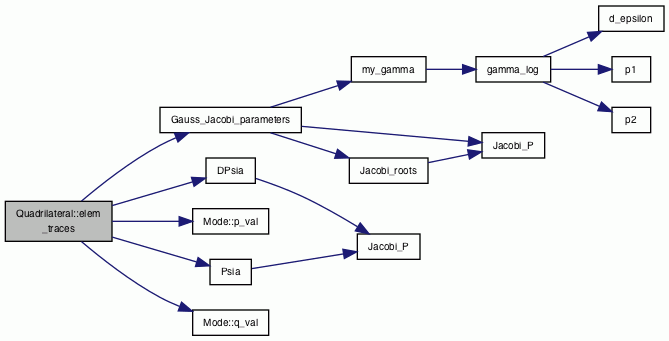 d_epsilon
my_gamma
gamma_log
p1
Gauss_Jacobi_parameters
p2
Jacobi_P
DPsia
Jacobi_roots
Quadrilateral::elem
_traces
Mode::p_val
Jacobi_P
Psia
Mode::q_val